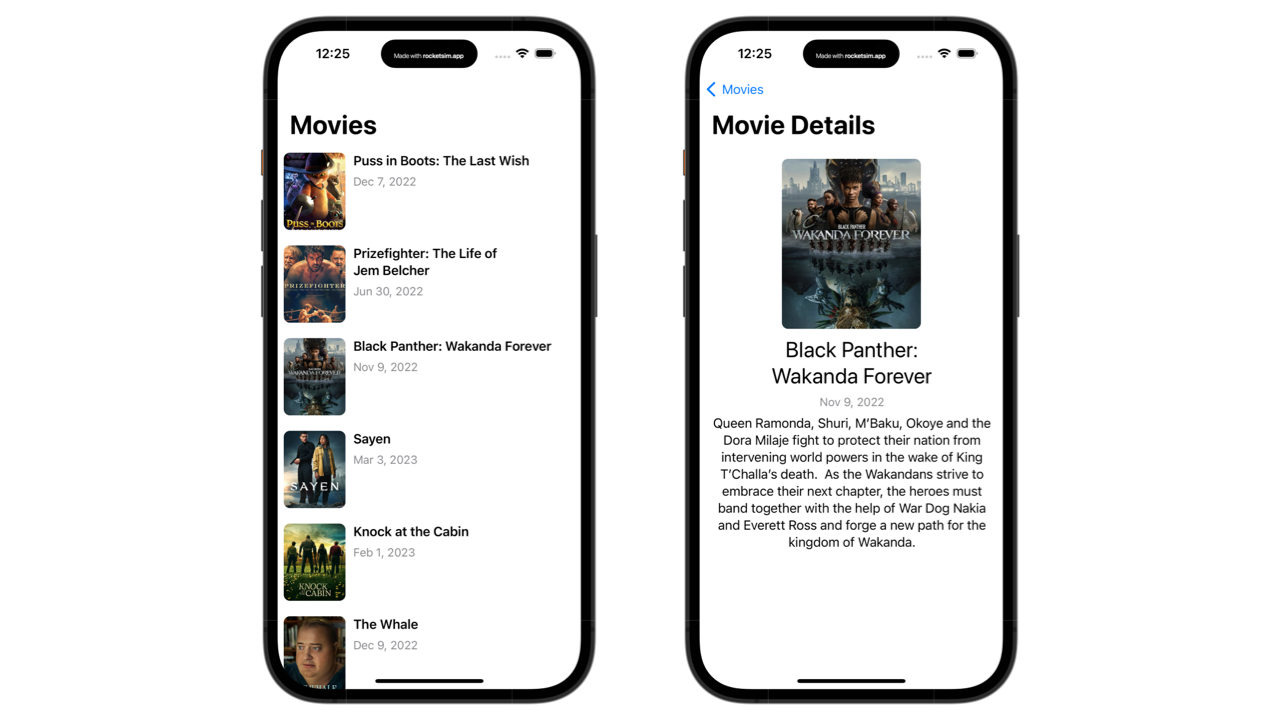 12:25
Made with rocketsim.app
Movies
Puss in Boots: The Last Wish
Dec 7, 2022
PUSS IN BOOTS
Prizefighter: The Life of
Jem Belcher
Jun 30, 2022
PRIZEFIGHTER
Black Panther: Wakanda Forever
Nov 9, 2022
WAKANDA FOREVER
Sayen
Mar 3, 2023
SAYEN
Knock at the Cabin
Feb 1, 2023
KNOCK
AT THE CABIN
The Whale
Dec 9, 2022
12:25
Made with rocketsim.app
Movies
Movie Details
BLACK PANTHER
WAKANDA FOREVER
Black Panther:
Wakanda Forever
Nov 9, 2022
Queen Ramonda, Shuri, M’Baku, Okoye and the
Dora Milaje fight to protect their nation from
intervening world powers in the wake of King
T’Challa’s death.  As the Wakandans strive to
embrace their next chapter, the heroes must
band together with the help of War Dog Nakia
and Everett Ross and forge a new path for the
kingdom of Wakanda.